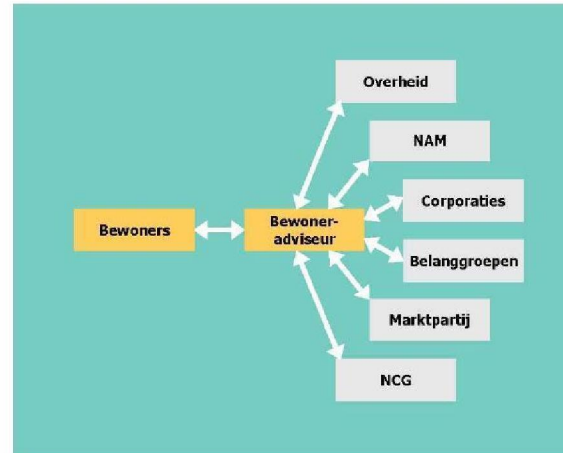 Overheid
NAM
Corporaties
Bewoners
Bewoner-
adviseur
Belanggroepen
Marktpartij
NCG